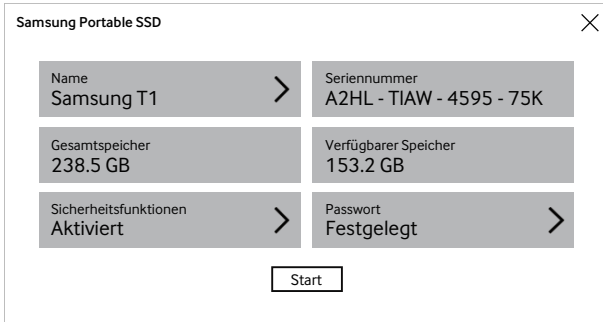 Samsung Portable SSD
Name
Samsung T1
Seriennummer
A2HL - TIAW - 4595 - 75K
Gesamtspeicher
238.5 GB
Verfügbarer Speicher
153.2 GB
Sicherheitsfunktionen
Aktiviert
Passwort
Festgelegt
Start